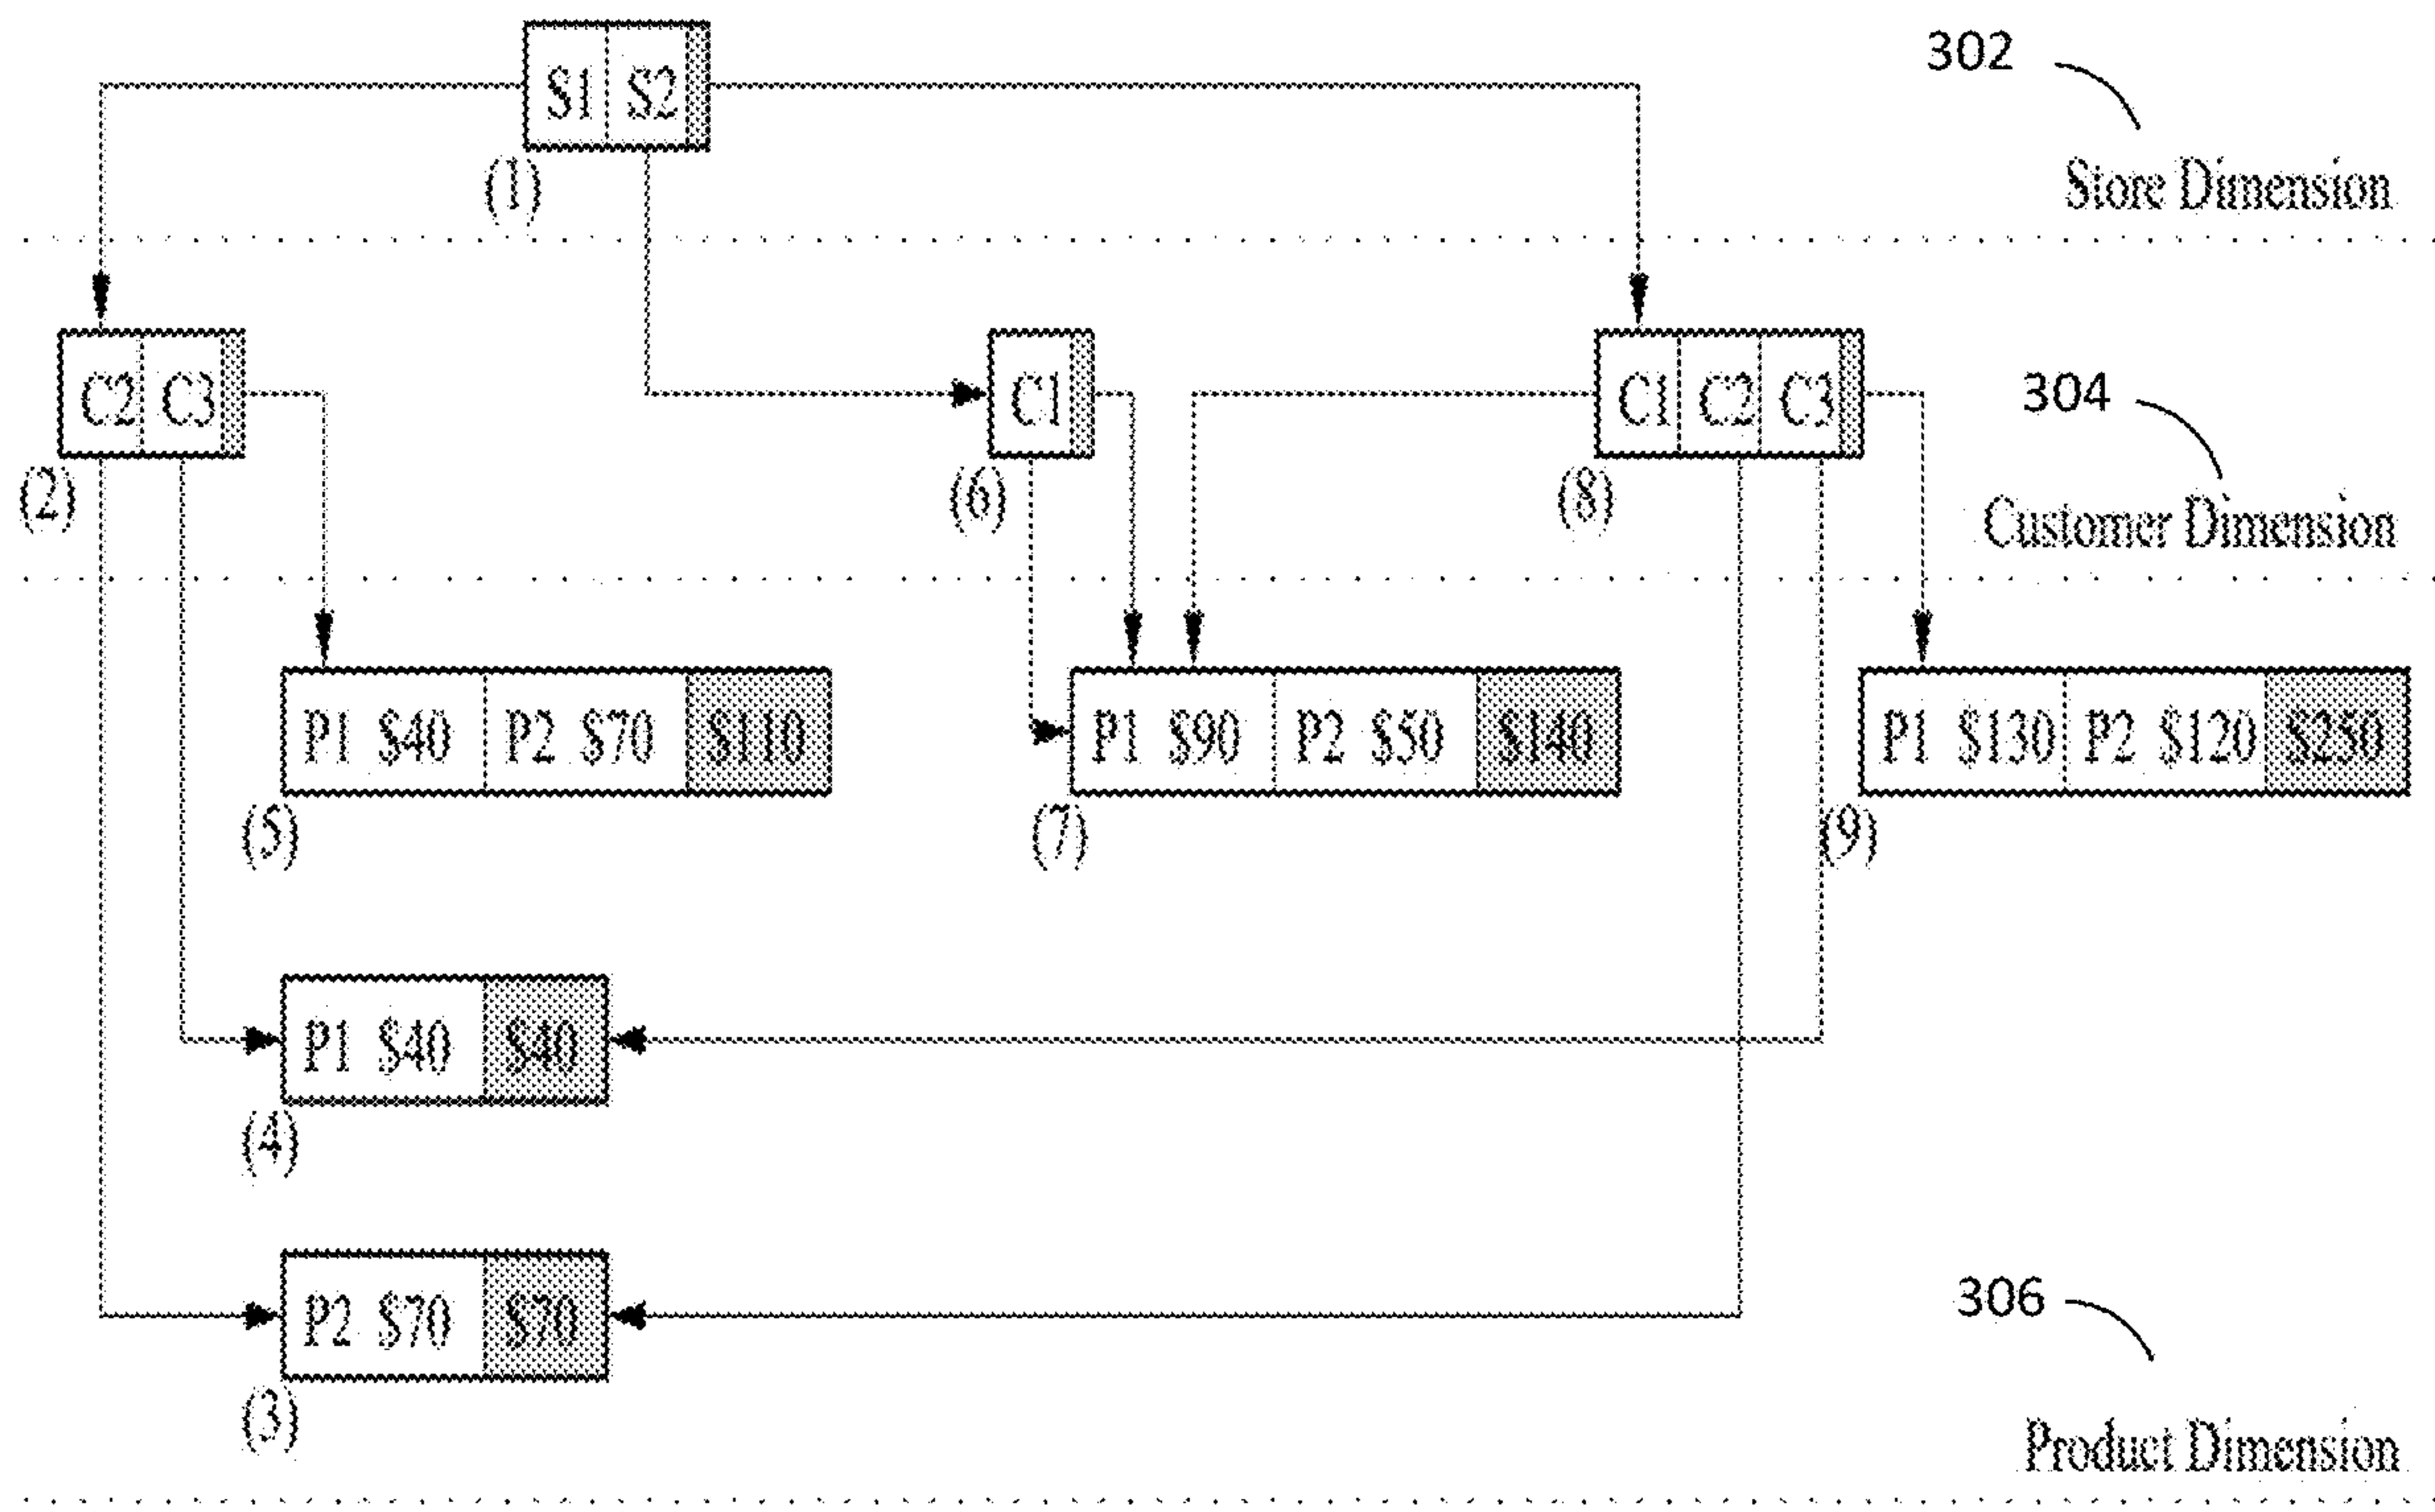 302
S1 S2
(1)
Store Dimension
C2 C3
C1
C1 C2 C3
304
(2)
(6)
(8)
Customer Dimension
P1 $40 P2 $70 $110
P1 $90 P2 $50 $140
P1 $130 P2 $120 $250
(5)
(7)
(9)
P1 $40 $40
(4)
P2 $70 $70
306
(3)
Product Dimension